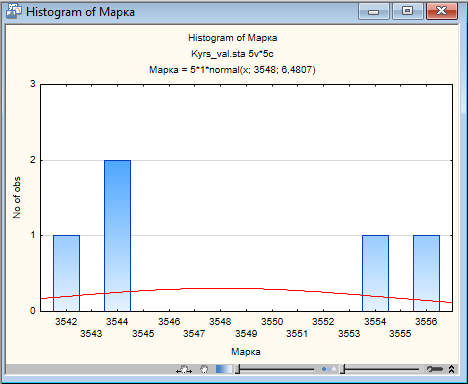 Histogram of Марка
Histogram of Марка
Kyrs_val.sta 5v*5c
Марка = 5*1*normal(x; 3548; 6,4807)
3
2
1
0
No of obs
3542 3544 3546 3548 3550 3552 3554 3556
3543 3545 3547 3549 3551 3553 3555
Марка